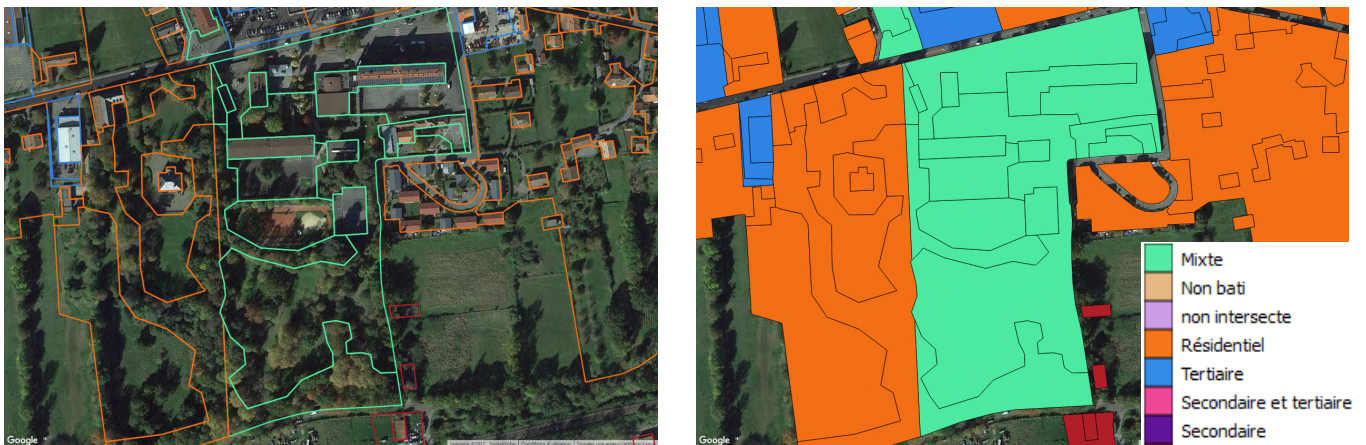 Google
Google
Mixte
Non bati
non intersecte
Résidentiel
Tertiaire
Secondaire et tertiaire
Secondaire